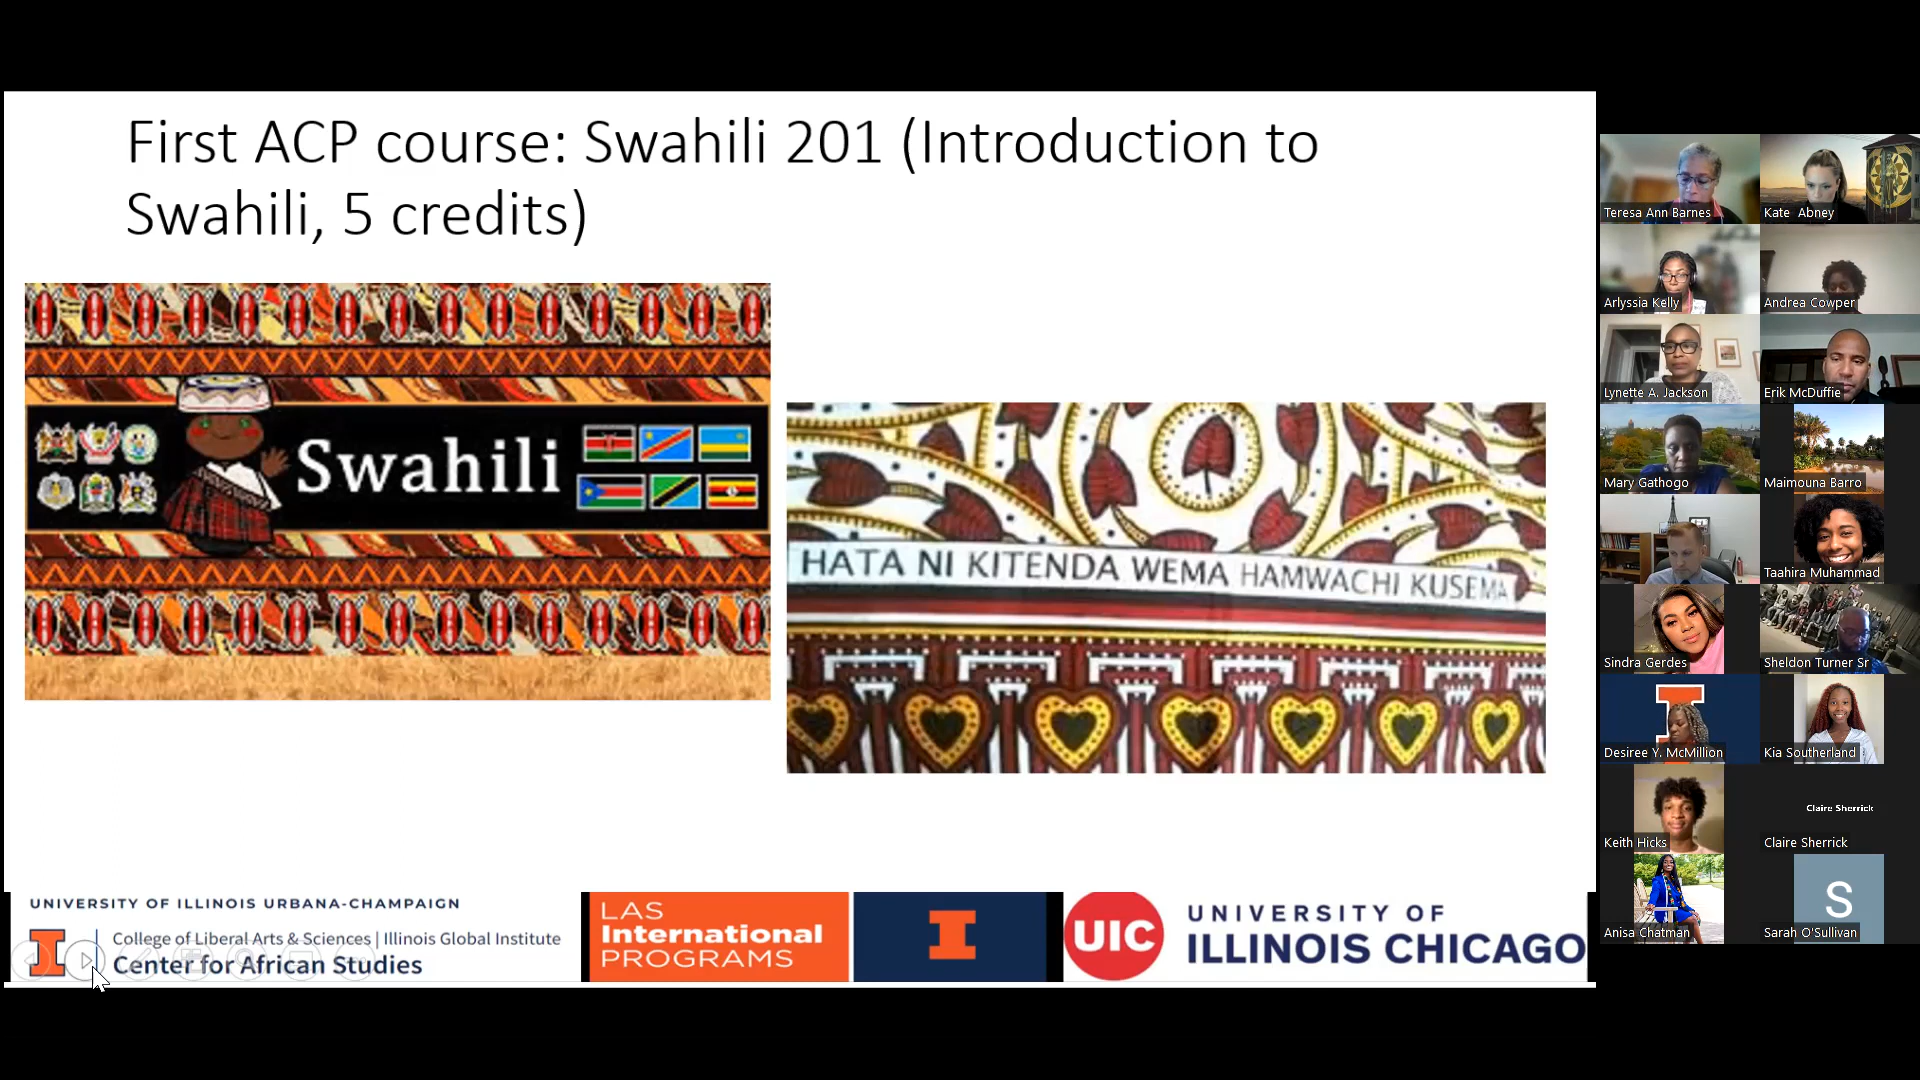 First ACP course: Swahili 201 (Introduction to
Swahili, 5 credits)
Swahili
HATA NI KITENDA WEMA HAMWACHI KUSEMA
UNIVERSITY OF ILLINOIS URBANA-CHAMPAIGN
College of Liberal Arts & Sciences | Illinois Global Institute
Center for African Studies
LAS
International
PROGRAMS
UIC
UNIVERSITY OF
ILLINOIS CHICAGO
Teresa Ann Barnes
Kate Abney
Arlyssia Kelly
Andrea Cowper
Lynette A. Jackson
Erik McDuffie
Mary Gathogo
Maimouna Barro
Taahira Muhammad
Sindra Gerdes
Sheldon Turner Sr
Desiree Y. McMillion
Kia Southerland
Keith Hicks
Claire Sherrick
Claire Sherrick
Anisa Chatman
S
Sarah O'Sullivan